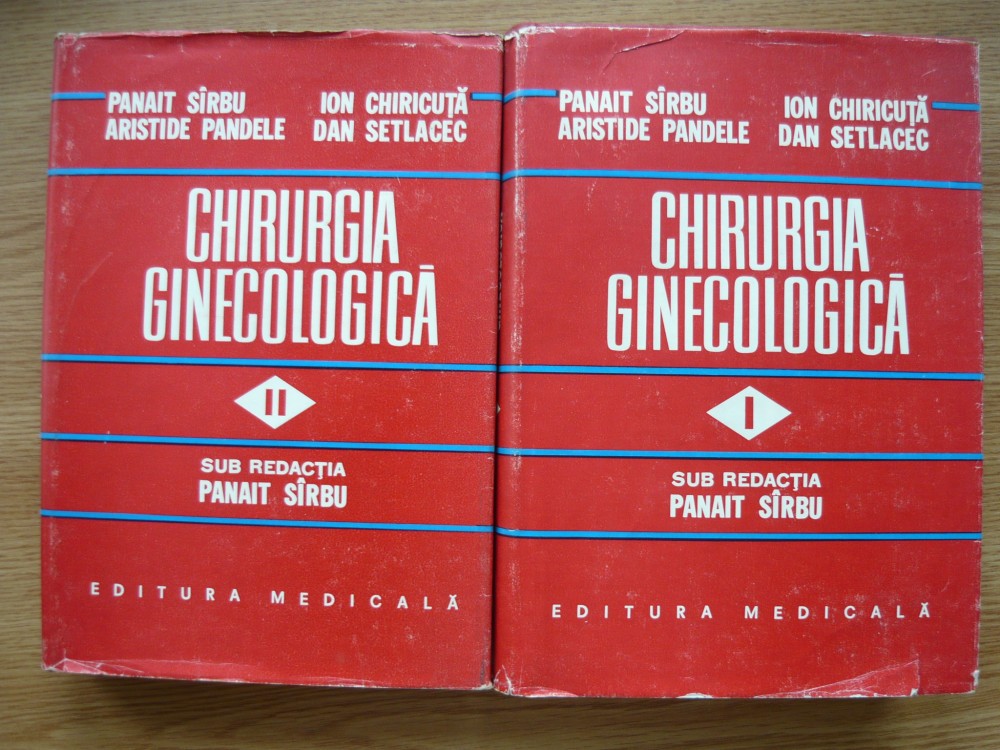 PANAIT SÎRBU
ARISTIDE PANDELE
ION CHIRICUȚĂ
DAN SETLACEC
CHIRURGIA
GINECOLOGICĂ
II
SUB REDACȚIA
PANAIT SÎRBU
EDITURA MEDICALĂ
PANAIT SÎRBU
ARISTIDE PANDELE
ION CHIRICUȚĂ
DAN SETLACEC
CHIRURGIA
GINECOLOGICĂ
I
SUB REDACȚIA
PANAIT SÎRBU
EDITURA MEDICALĂ